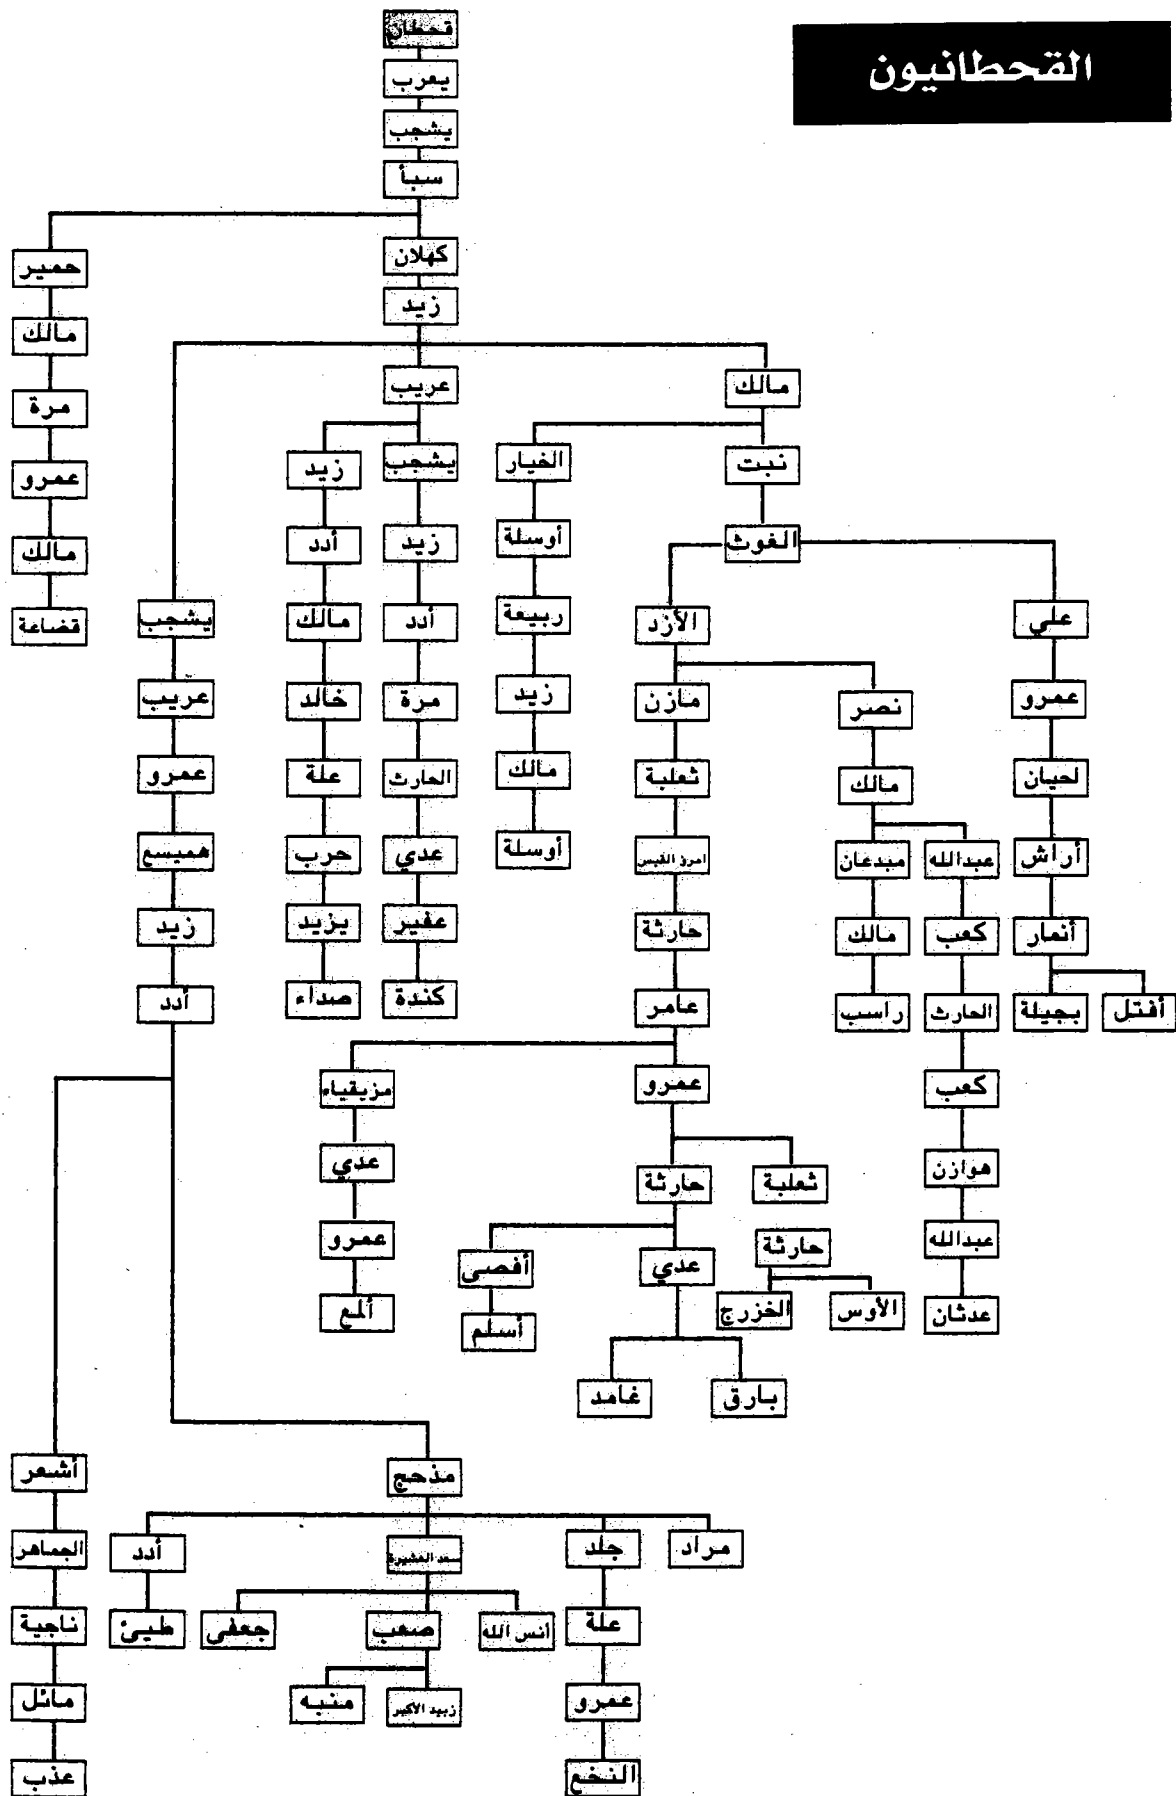 القحطانيون
قحطان
يعرب
يشجب
سبأ
كهلان
حمير
زيد
مالك
مالك
عريب
مرة
نبت
الخيار
يشجب
زيد
عمرو
الغوث
أوسلة
زيد
أدد
مالك
علي
الأزد
ربيعة
أدد
مالك
يشجب
قضاعة
عمرو
نصر
مازن
زيد
مرة
خالد
عريب
لحيان
مالك
ثعلبة
مالك
الحارث
علة
عمرو
أراش
عبدالله
مبدعان
امرؤ القيس
أوسلة
عدي
حرب
هميسع
أنمار
كعب
مالك
حارثة
عفير
يزيد
زيد
أفتل
بجيلة
الحارث
راسب
عامر
كندة
صداء
أدد
كعب
عمرو
مزيقياء
هوازن
ثعلبة
حارثة
عدي
عبدالله
حارثة
عدي
أفصى
عمرو
عدثان
الأوس
الخزرج
أسلم
ألمع
بارق
غامد
مذحج
أشعر
مراد
جلد
سعد العشيرة
أدد
الجماهر
علة
أنس الله
صعب
جعفي
طيئ
ناجية
عمرو
زبيد الأكبر
منبه
مائل
النخع
عذب